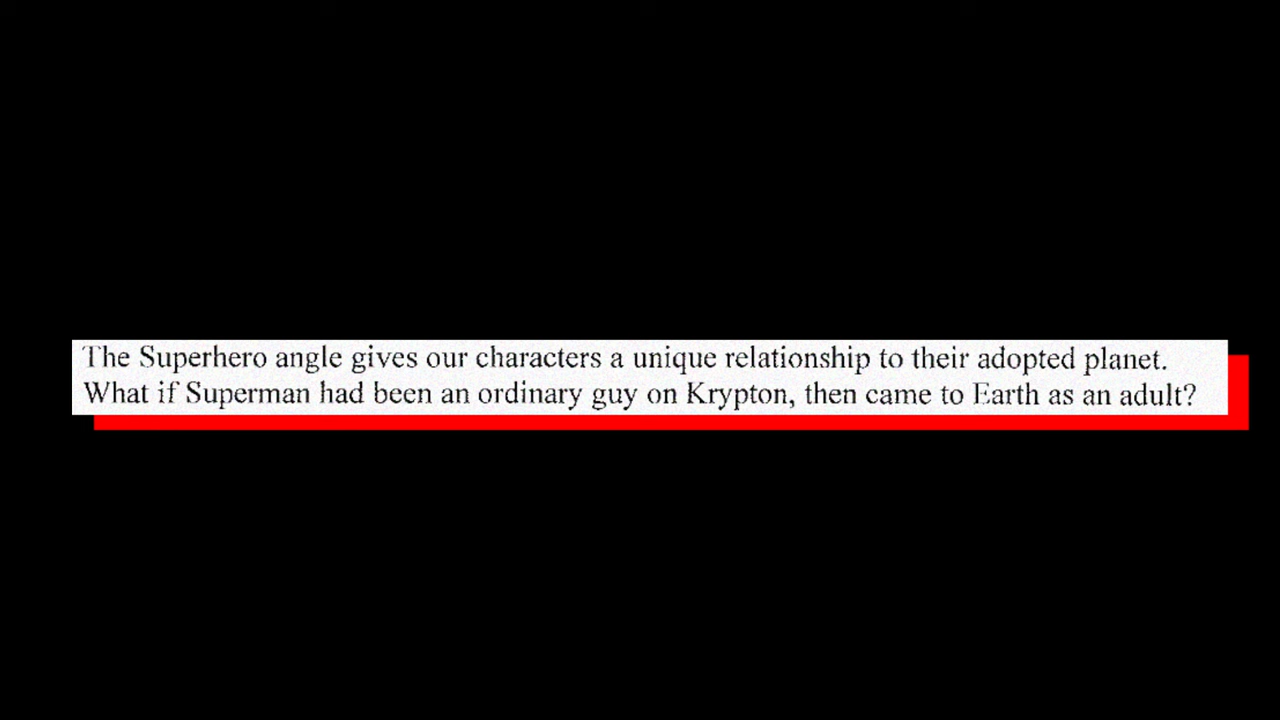 The Superhero angle gives our characters a unique relationship to their adopted planet.
What if Superman had been an ordinary guy on Krypton, then came to Earth as an adult?